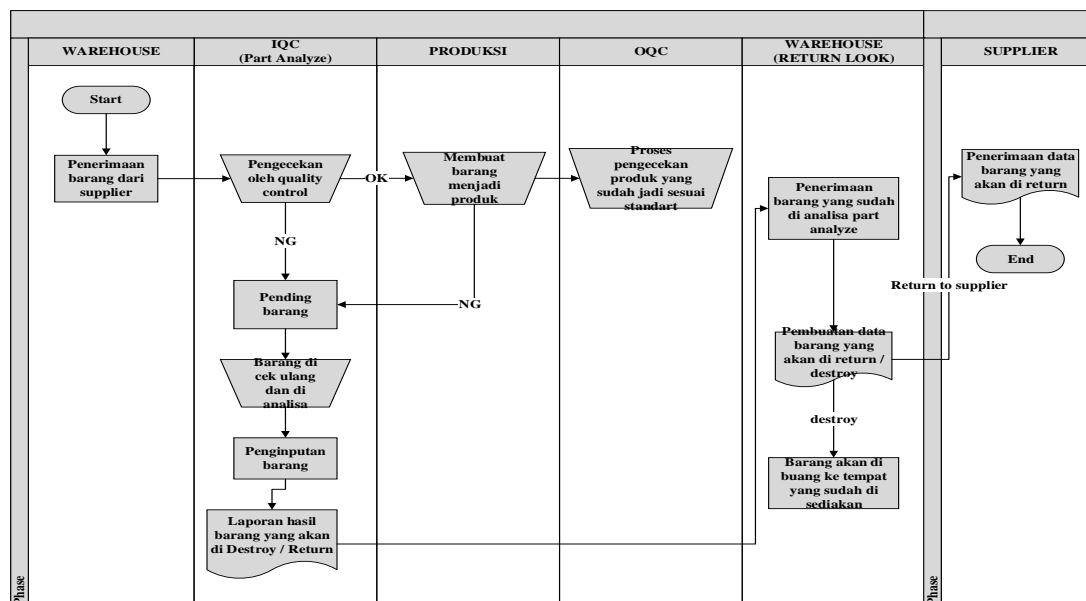 WAREHOUSE
IQC
(Part Analyze)
PRODUKSI
OQC
WAREHOUSE
(RETURN LOOK)
SUPPLIER
Start
Penerimaan
barang dari
supplier
Pengecekan
oleh quality
control
OK
Membuat
barang
menjadi
produk
Proses
pengecekan
produk yang
sudah jadi sesuai
standart
NG
NG
Pending
barang
Barang di
cek ulang
dan di
analisa
Penginputan
barang
Laporan hasil
barang yang akan
di Destroy / Return
Penerimaan
barang yang sudah
di analisa part
analyze
Pembuatan data
barang yang
akan di return /
destroy
destroy
Barang akan di
buang ke tempat
yang sudah di
sediakan
Return to supplier
Penerimaan data
barang yang
akan di return
End
Phase
Phase